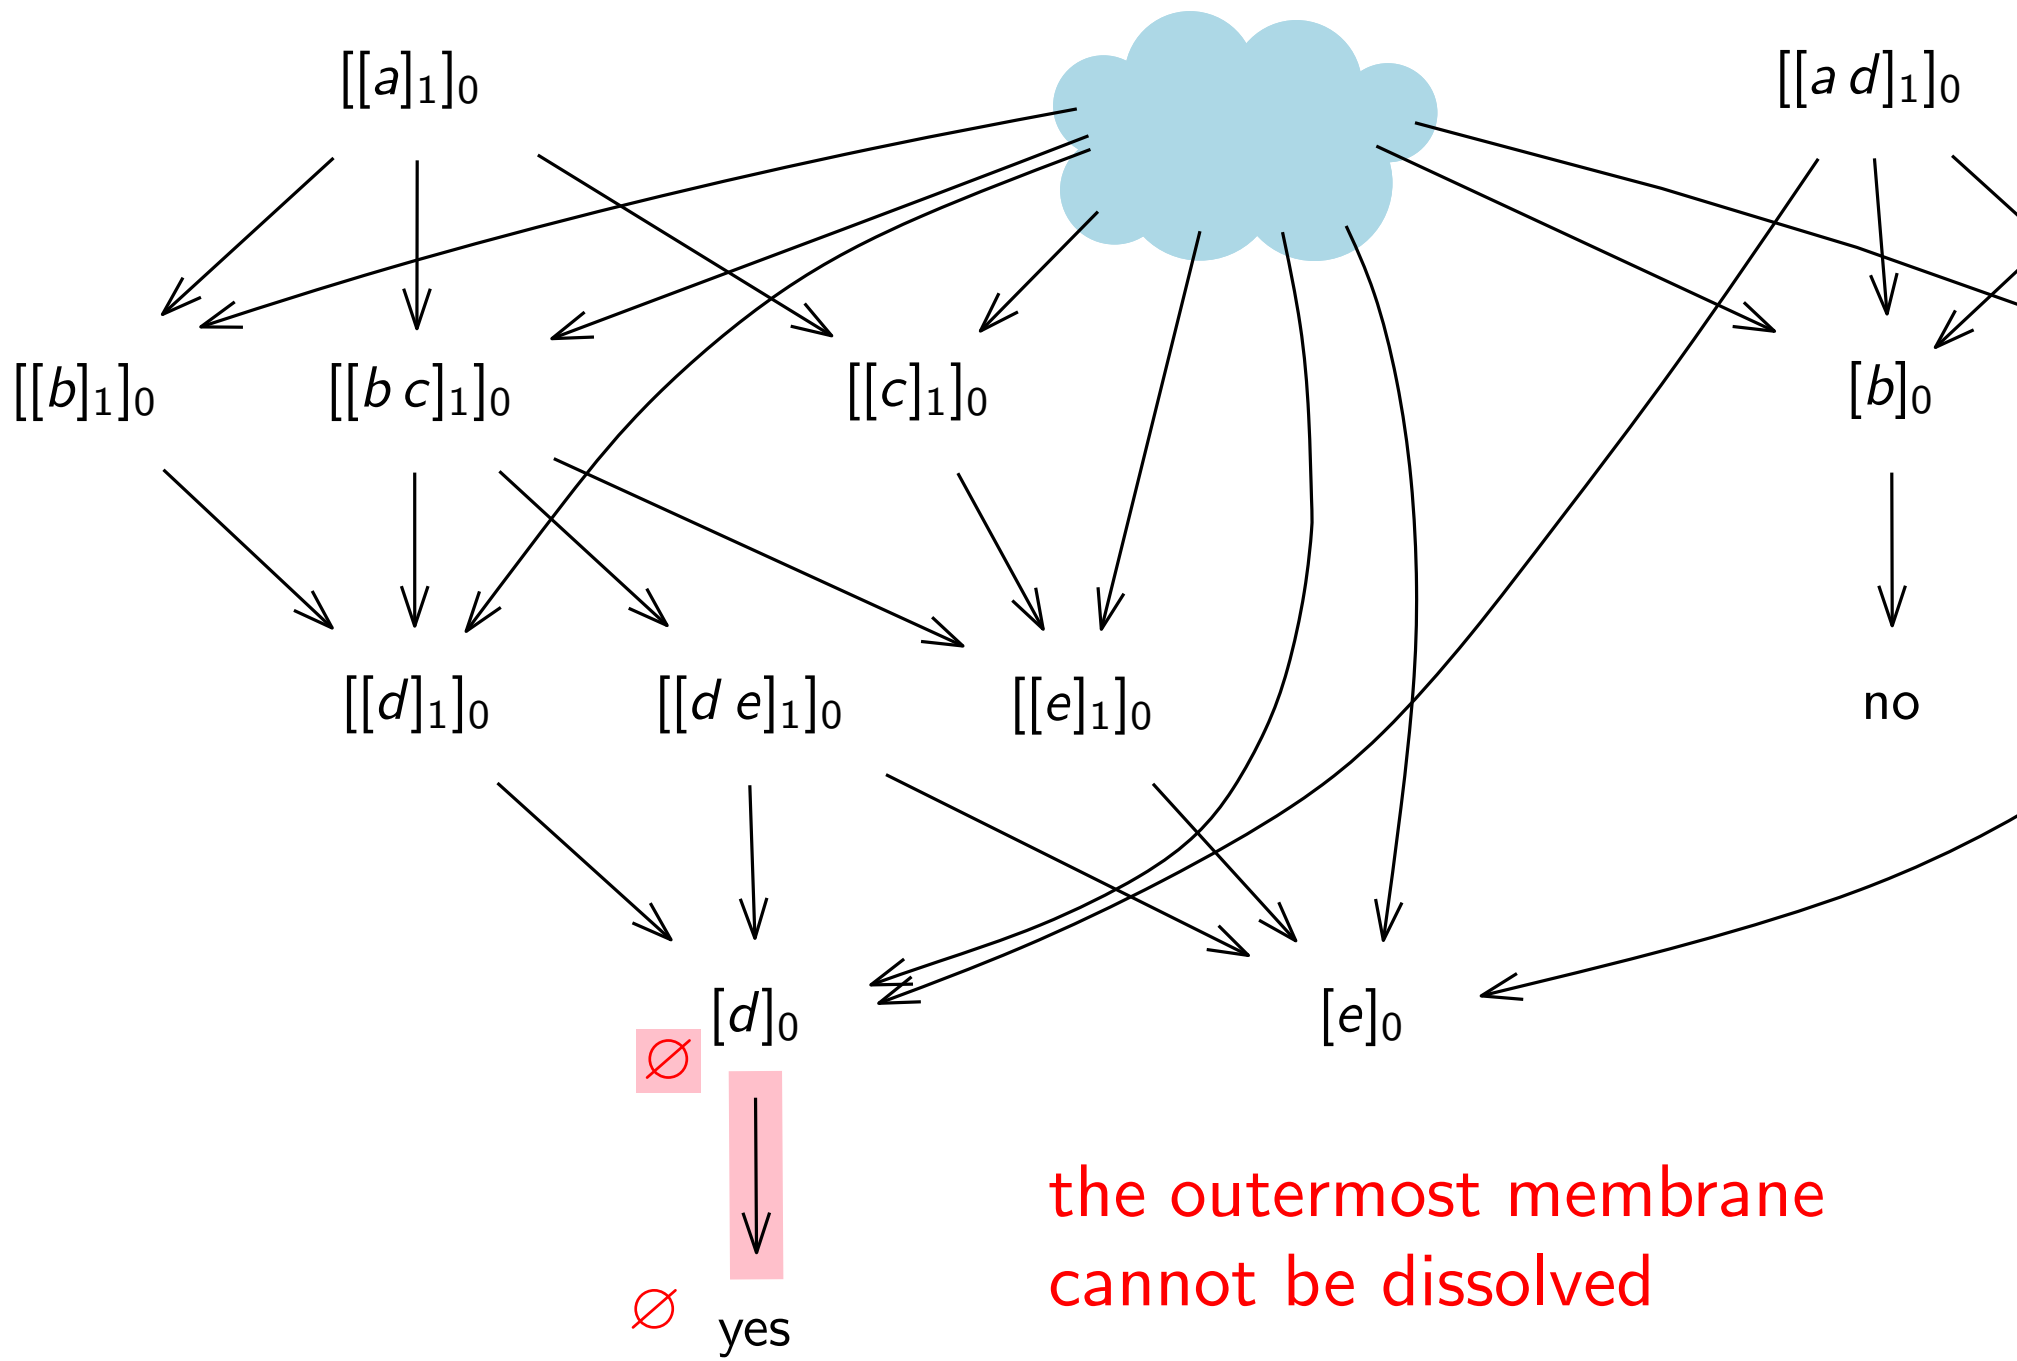 [[a]₁]₀
[[a d]₁]₀
[[b]₁]₀
[[b c]₁]₀
[[c]₁]₀
[b]₀
[[d]₁]₀
[[d e]₁]₀
[[e]₁]₀
no
[d]₀
[e]₀
∅
the outermost membrane
cannot be dissolved
∅
yes